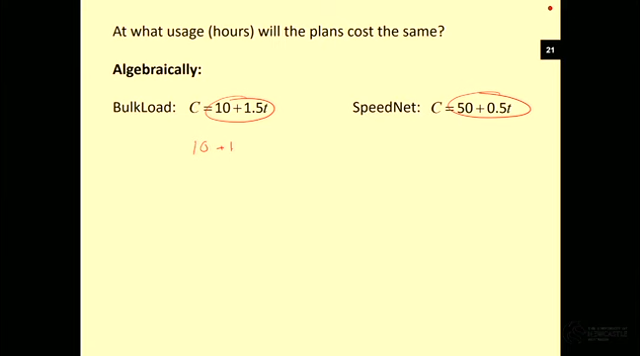 At what usage (hours) will the plans cost the same?
21
Algebraically:
BulkLoad: C = 10 + 1.5t
SpeedNet: C = 50 + 0.5t
10 + 1